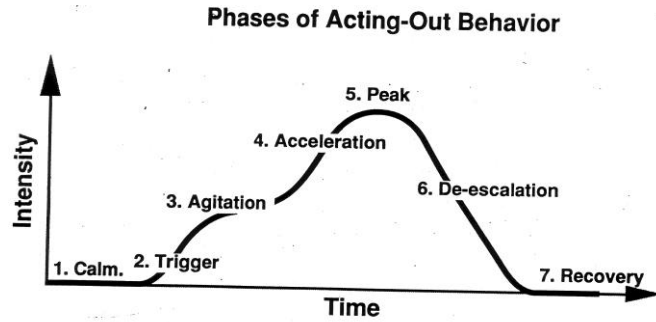 Phases of Acting-Out Behavior
5. Peak
4. Acceleration
3. Agitation
6. De-escalation
1. Calm.
2. Trigger
7. Recovery
Intensity
Time